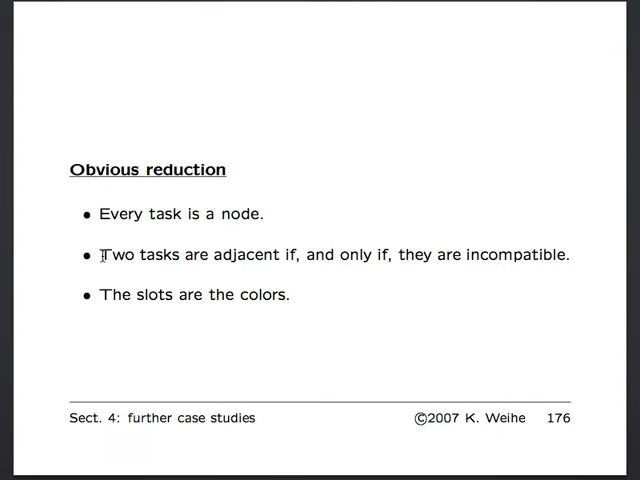 Obvious reduction
• Every task is a node.
• Two tasks are adjacent if, and only if, they are incompatible.
• The slots are the colors.
Sect. 4: further case studies ©2007 K. Weihe 176